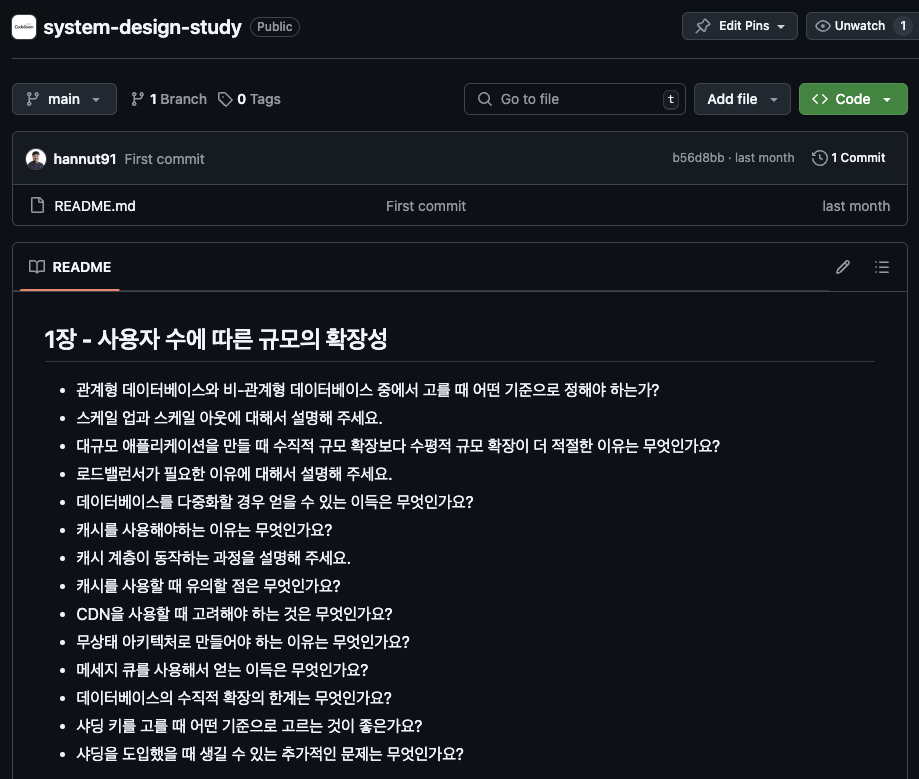 system-design-study Public Edit Pins Unwatch 1
main 1 Branch 0 Tags Go to file t Add file <> Code
hannut91 First commit b56d8bb · last month 1 Commit
README.md First commit last month
README
1장 - 사용자 수에 따른 규모의 확장성
• 관계형 데이터베이스와 비-관계형 데이터베이스 중에서 고를 때 어떤 기준으로 정해야 하는가?
• 스케일 업과 스케일 아웃에 대해서 설명해 주세요.
• 대규모 애플리케이션을 만들 때 수직적 규모 확장보다 수평적 규모 확장이 더 적절한 이유는 무엇인가요?
• 로드밸런서가 필요한 이유에 대해서 설명해 주세요.
• 데이터베이스를 다중화할 경우 얻을 수 있는 이득은 무엇인가요?
• 캐시를 사용해야하는 이유는 무엇인가요?
• 캐시 계층이 동작하는 과정을 설명해 주세요.
• 캐시를 사용할 때 유의할 점은 무엇인가요?
• CDN을 사용할 때 고려해야 하는 것은 무엇인가요?
• 무상태 아키텍처로 만들어야 하는 이유는 무엇인가요?
• 메세지 큐를 사용해서 얻는 이득은 무엇인가요?
• 데이터베이스의 수직적 확장의 한계는 무엇인가요?
• 샤딩 키를 고를 때 어떤 기준으로 고르는 것이 좋은가요?
• 샤딩을 도입했을 때 생길 수 있는 추가적인 문제는 무엇인가요?